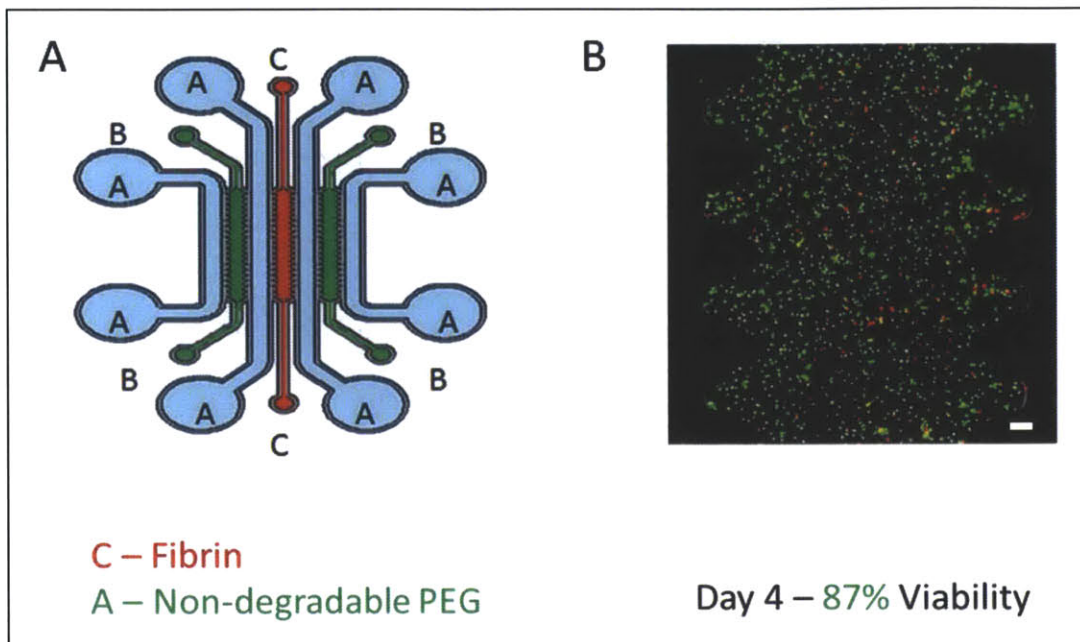 A
C
B
A
A
B
B
A
A
A
A
B
B
A
A
C
C – Fibrin
A – Non-degradable PEG
Day 4 – 87% Viability